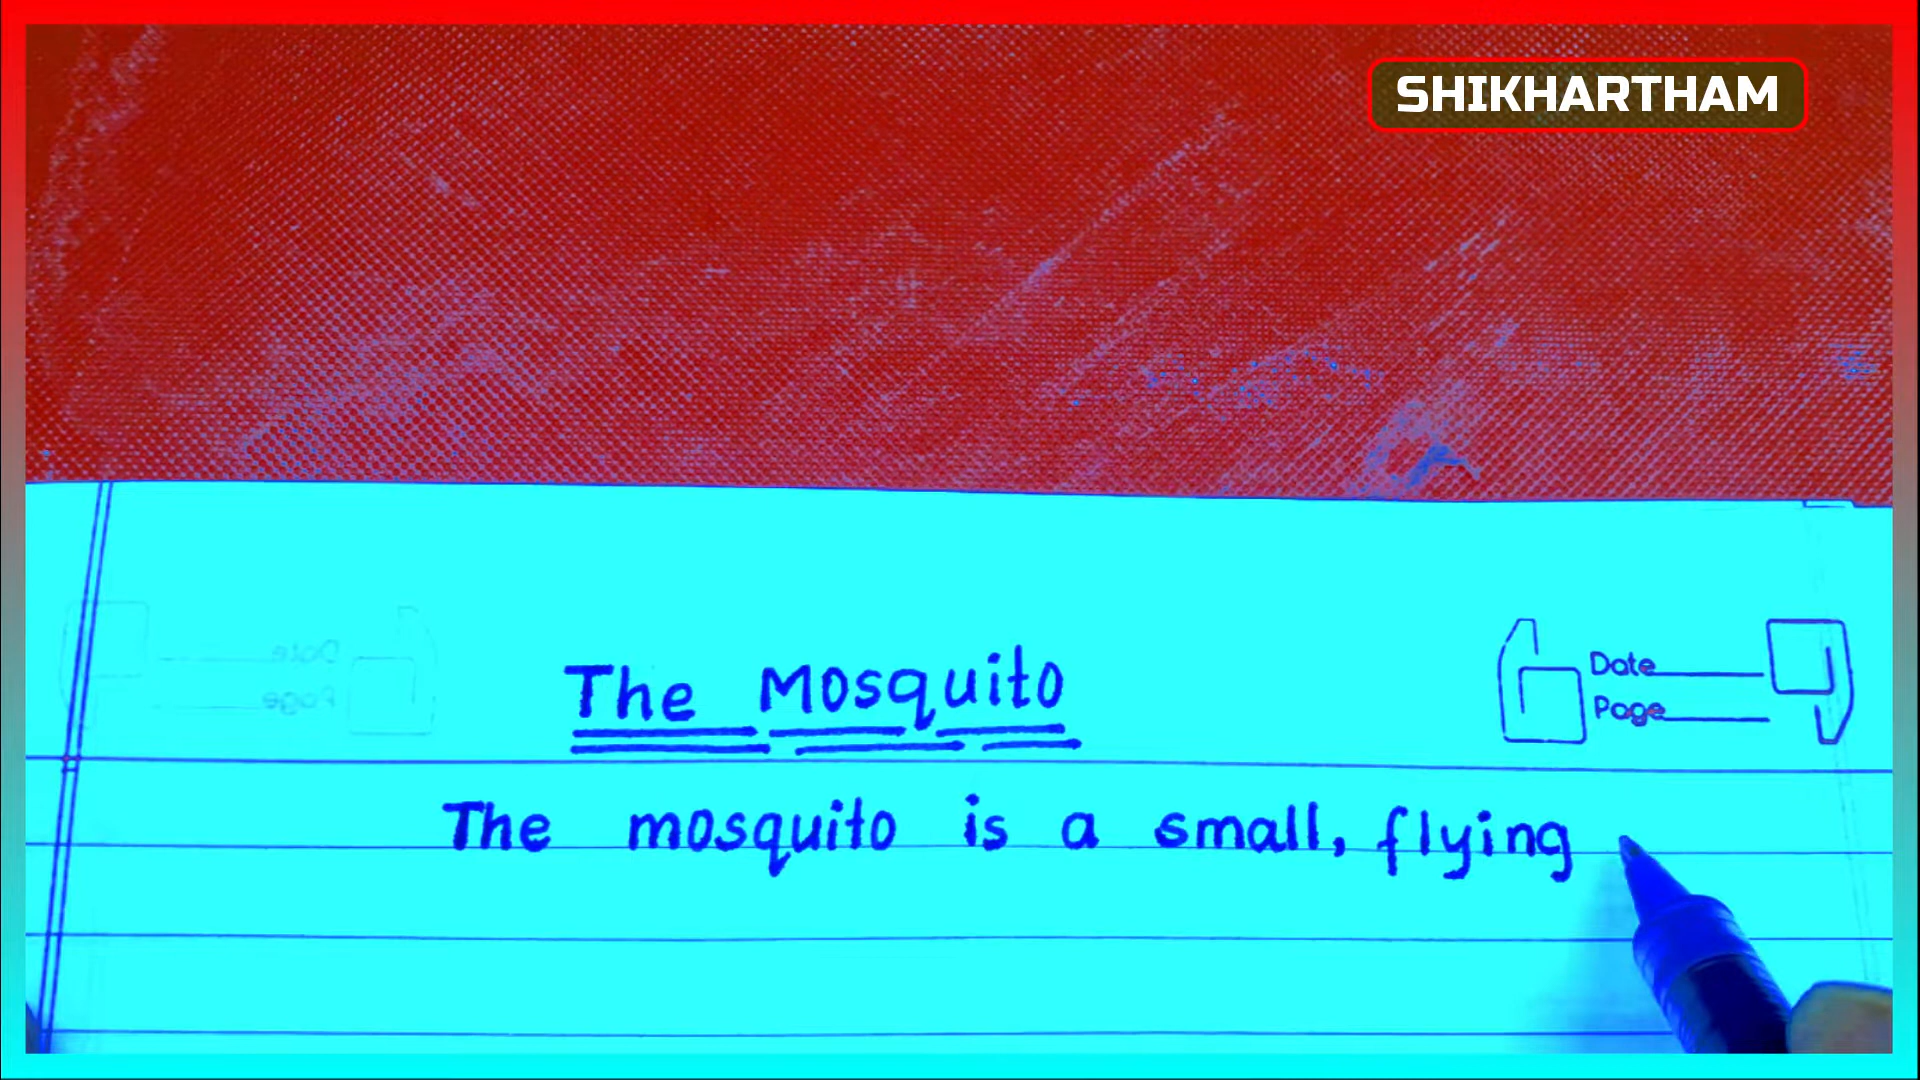 SHIKHARTHAM
Date
Page
The Mosquito
The mosquito is a small, flying